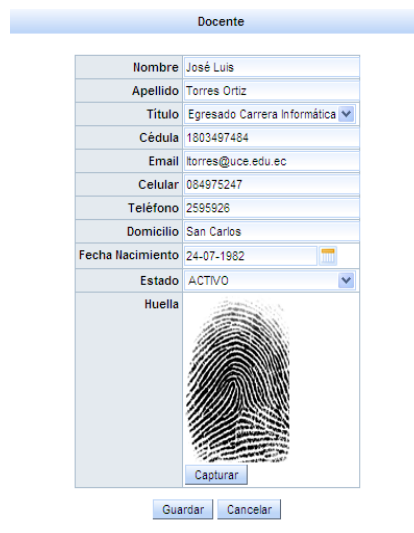 Docente
Nombre José Luis
Apellido Torres Ortiz
Título Egresado Carrera Informática
Cédula 1803497484
Email ltorres@uce.edu.ec
Celular 084975247
Teléfono 2595926
Domicilio San Carlos
Fecha Nacimiento 24-07-1982
Estado ACTIVO
Huella
Capturar
Guardar Cancelar